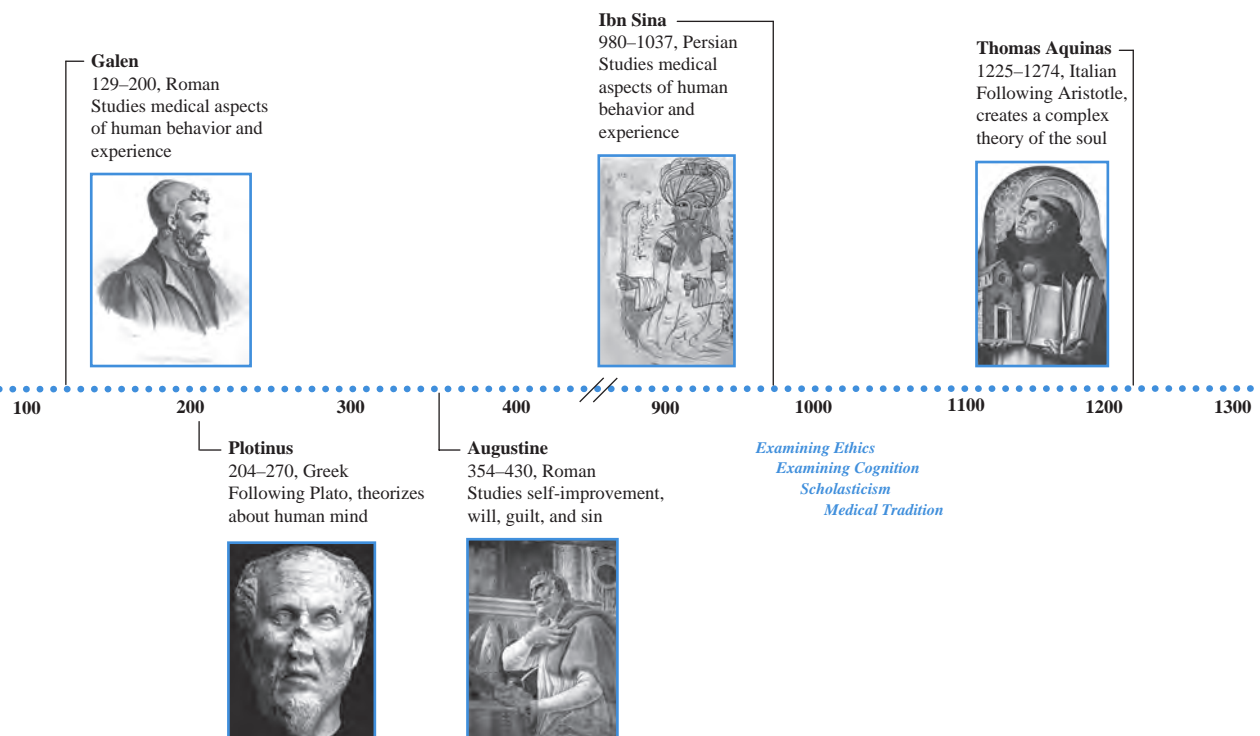 Galen
129–200, Roman
Studies medical aspects
of human behavior and
experience
Ibn Sina
980–1037, Persian
Studies medical
aspects of human
behavior and
experience
Thomas Aquinas
1225–1274, Italian
Following Aristotle,
creates a complex
theory of the soul
100 200 300 400 900 1000 1100 1200 1300
Plotinus
204–270, Greek
Following Plato, theorizes
about human mind
Augustine
354–430, Roman
Studies self-improvement,
will, guilt, and sin
Examining Ethics
Examining Cognition
Scholasticism
Medical Tradition